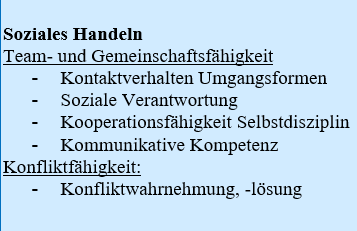 Soziales Handeln
Team- und Gemeinschaftsfähigkeit
- Kontaktverhalten Umgangsformen
- Soziale Verantwortung
- Kooperationsfähigkeit Selbstdisziplin
- Kommunikative Kompetenz
Konfliktfähigkeit:
- Konfliktwahrnehmung, -lösung